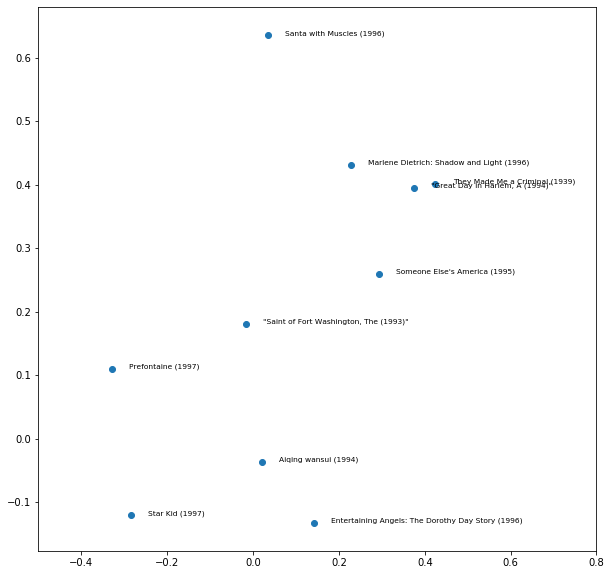 0.6
0.5
0.4
0.3
0.2
0.1
0.0
−0.1
Santa with Muscles (1996)
Marlene Dietrich: Shadow and Light (1996)
They Made Me a Criminal (1939)
"Great Day in Harlem, A (1994)
Someone Else's America (1995)
"Saint of Fort Washington, The (1993)"
Prefontaine (1997)
Aiqing wansui (1994)
Star Kid (1997)
Entertaining Angels: The Dorothy Day Story (1996)
−0.4 −0.2 0.0 0.2 0.4 0.6 0.8